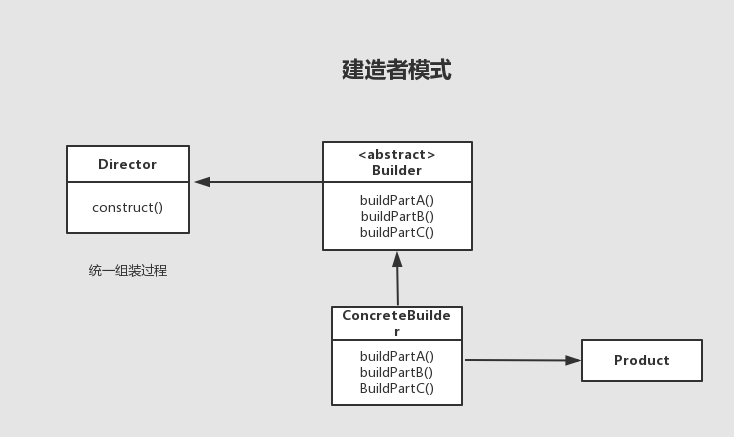 建造者模式
Director
construct()
统一组装过程
<abstract>
Builder
buildPartA()
buildPartB()
buildPartC()
ConcreteBuilde
r
buildPartA()
buildPartB()
BuildPartC()
Product